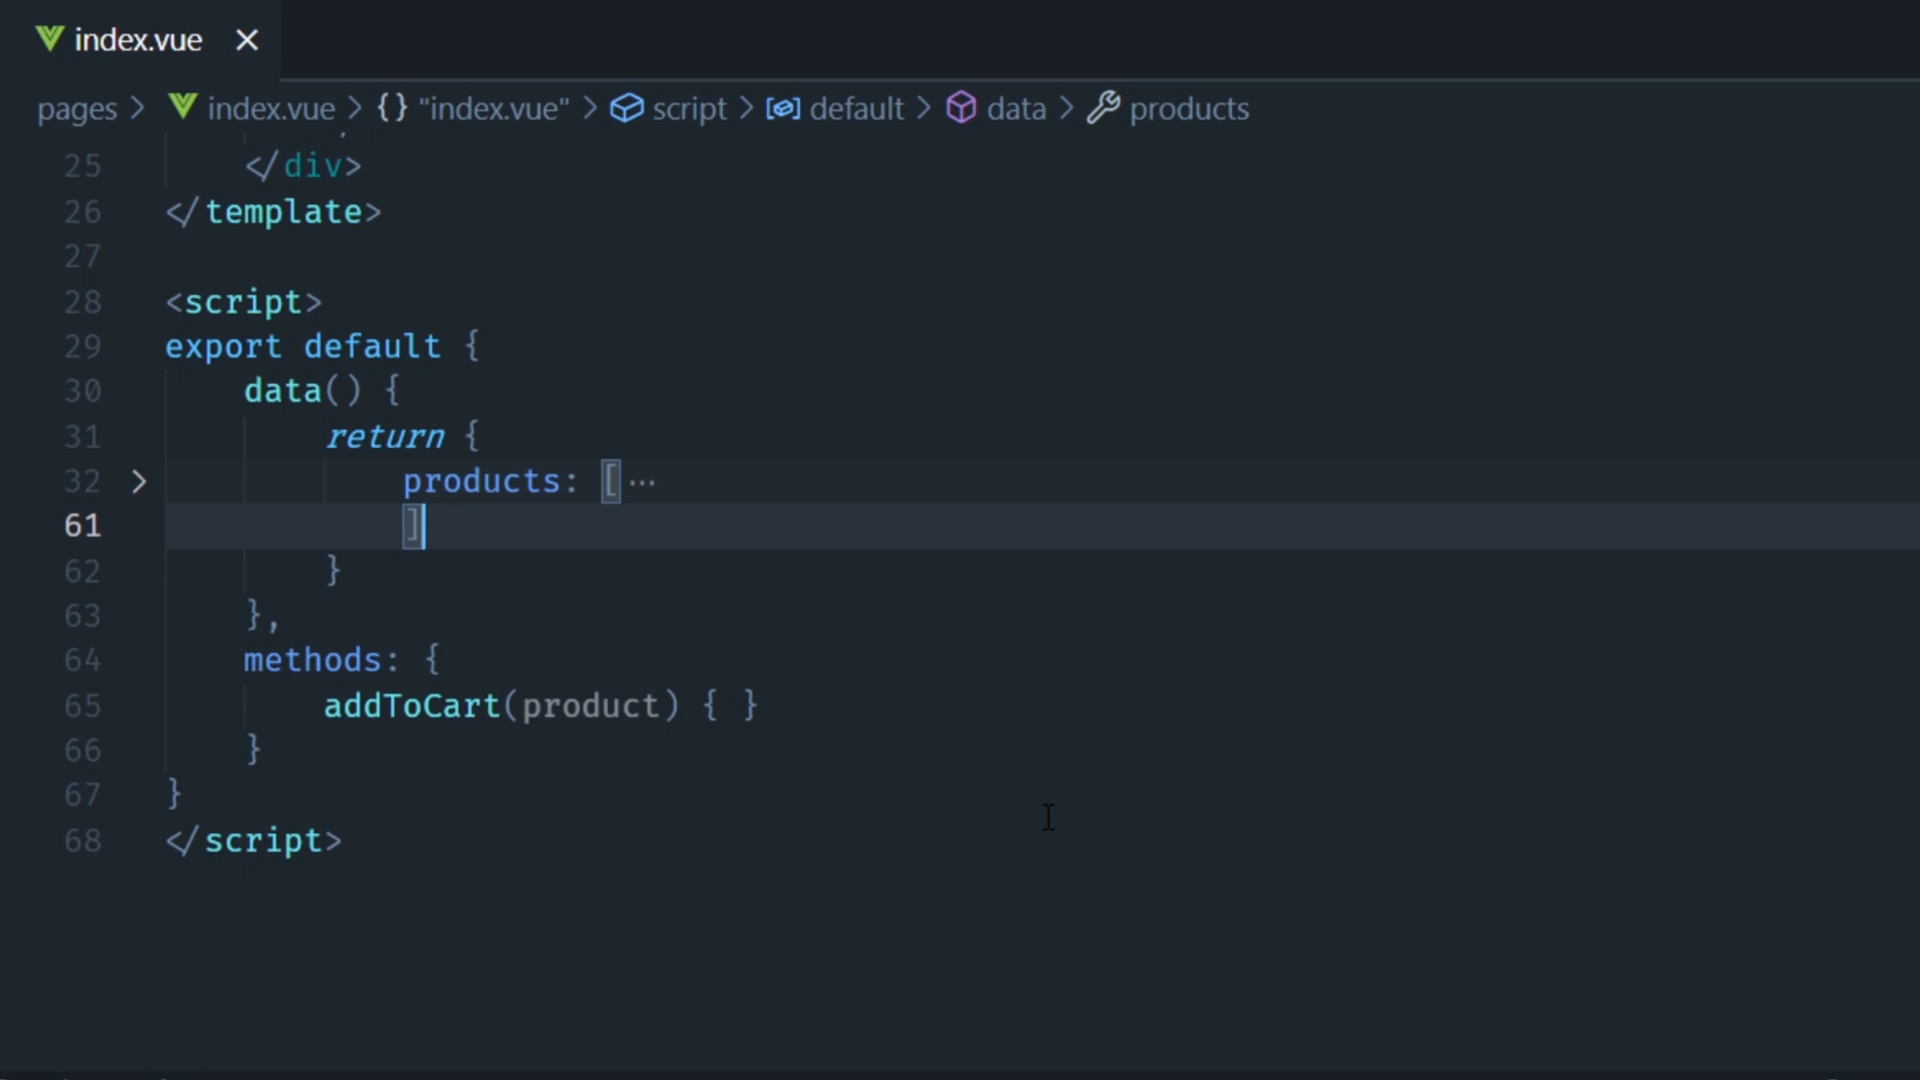 index.vue
pages > index.vue > {} "index.vue" > script > default > data > products
25 </div>
26 </template>
27
28 <script>
29 export default {
30 data() {
31 return {
32 products: [ ···
61 ]
62 }
63 },
64 methods: {
65 addToCart(product) { }
66 }
67 }
68 </script>